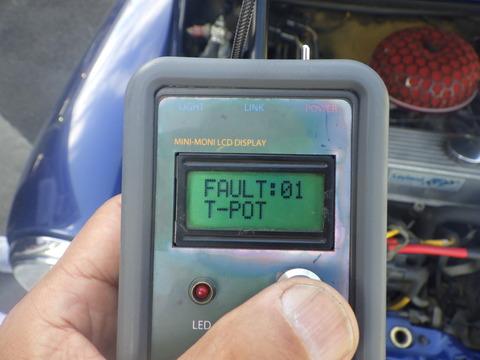 LIGHT LINK POWER
MINI-MONI LCD DISPLAY
FAULT:01
T-POT
LED